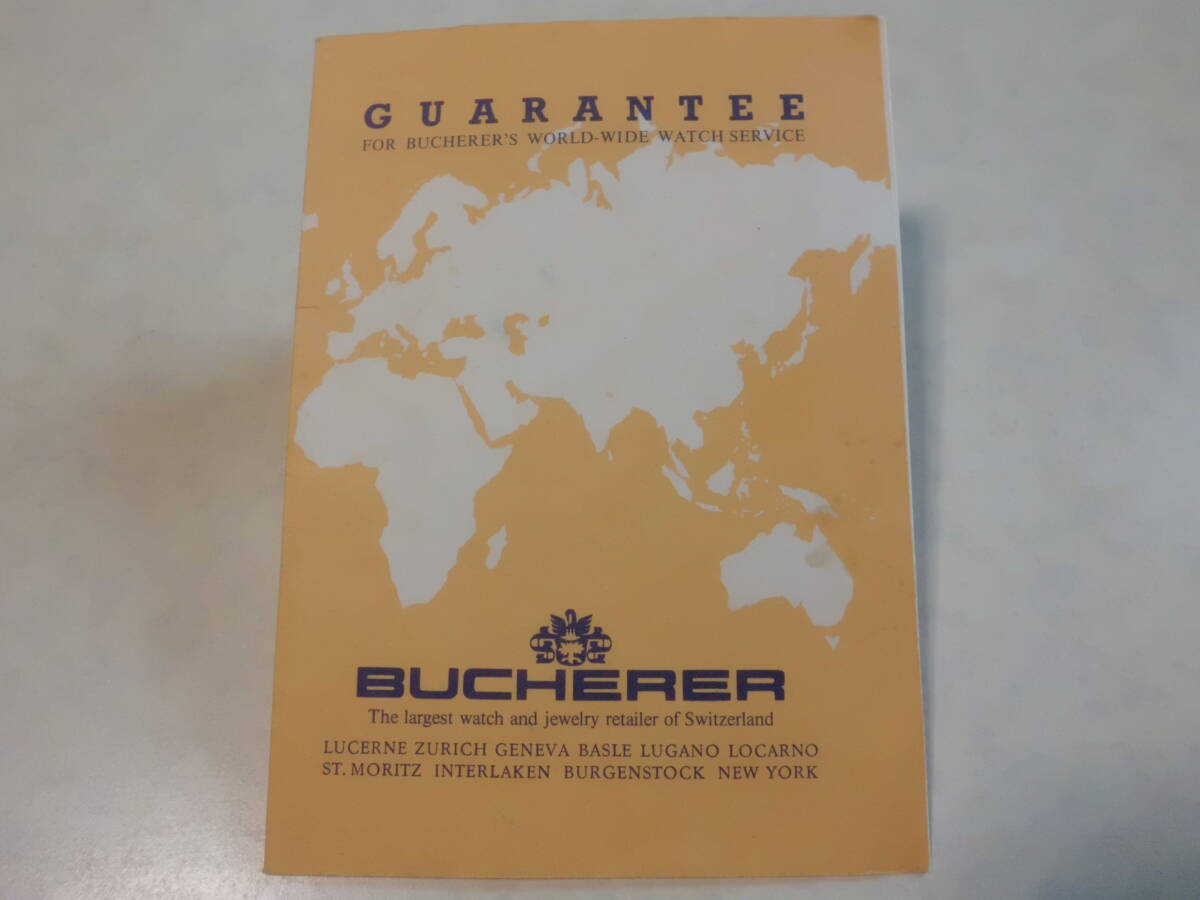 GUARANTEE
FOR BUCHERER'S WORLD-WIDE WATCH SERVICE
BUCHERER
The largest watch and jewelry retailer of Switzerland
LUCERNE ZURICH GENEVA BASLE LUGANO LOCARNO
ST. MORITZ INTERLAKEN BURGENSTOCK NEW YORK